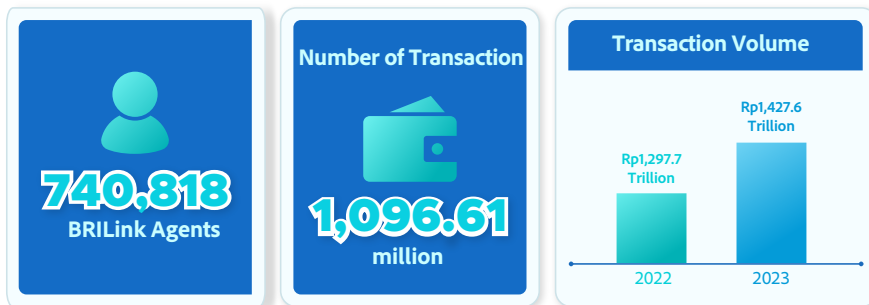 740,818
BRILink Agents
Number of Transaction
1,096.61
million
Transaction Volume
Rp1,297.7
Trillion
Rp1,427.6
Trillion
2022
2023